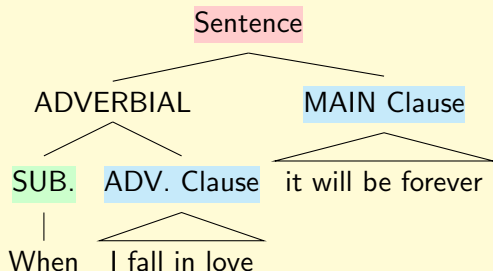 Sentence
ADVERBIAL MAIN Clause
SUB. ADV. Clause it will be forever
When I fall in love